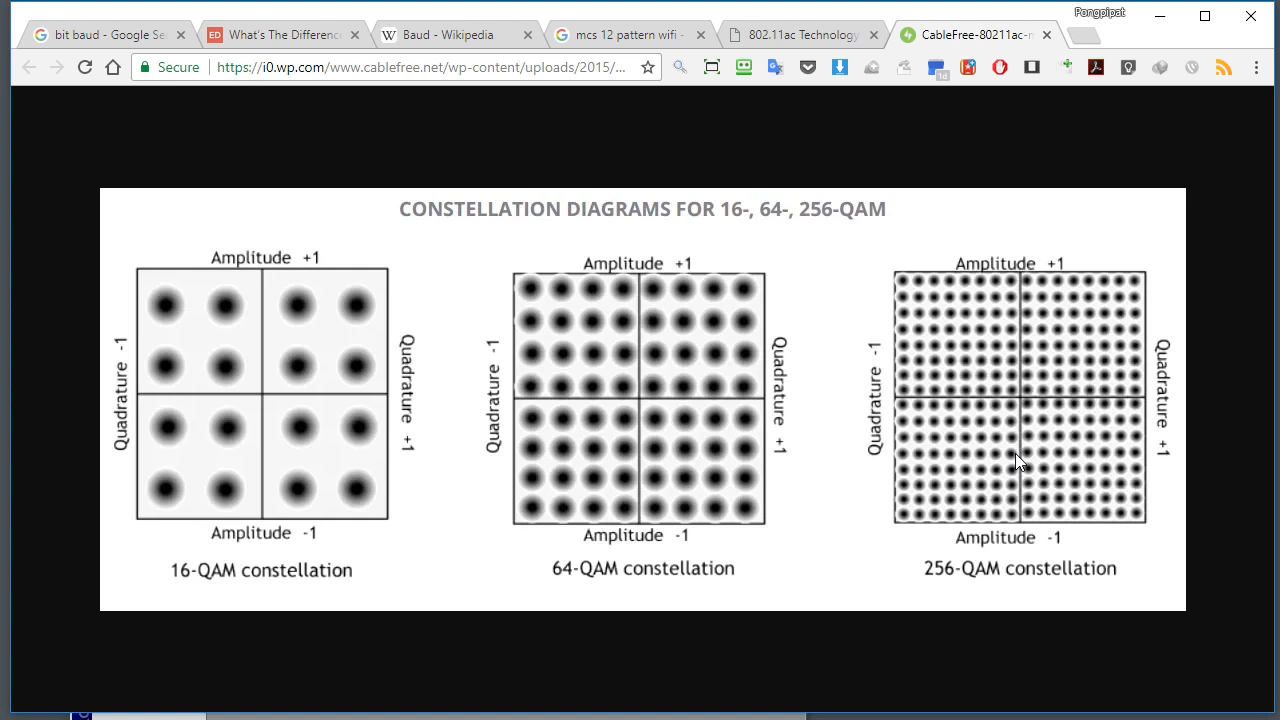 Pongpipat
bit baud - Google Se
What's The Differenc
Baud - Wikipedia
mcs 12 pattern wifi -
802.11ac Technology
CableFree-80211ac-m
Secure
https://i0.wp.com/www.cablefree.net/wp-content/uploads/2015/...
1d
CONSTELLATION DIAGRAMS FOR 16-, 64-, 256-QAM
Amplitude +1
Quadrature -1
Quadrature +1
Amplitude -1
16-QAM constellation
Amplitude +1
Quadrature -1
Quadrature +1
Amplitude -1
64-QAM constellation
Amplitude +1
Quadrature -1
Quadrature +1
Amplitude -1
256-QAM constellation